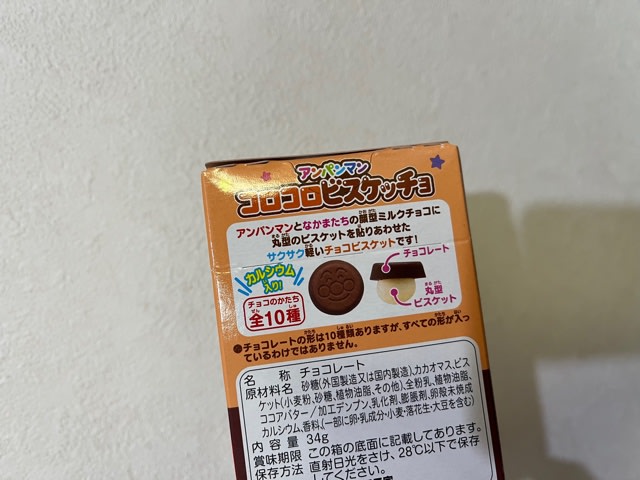 アンパンマン
コロコロビスケッチョ
アンパンマンとなかまたちの顔型ミルクチョコに
丸型のビスケットを貼りあわせた
サクサク軽いチョコビスケットです!
カルシウム
入り!
チョコレート
丸型
ビスケット
チョコのかたち
全10種
●チョコレートの形は10種類ありますが、すべての形が入っ
ているわけではありません。
名称 チョコレート
原材料名 砂糖(外国製造又は国内製造)、カカオマス、ビス
ケット(小麦粉、砂糖、植物油脂、その他)、全粉乳、植物油脂、
ココアバター/加工デンプン、乳化剤、膨脹剤、卵殻未焼成
カルシウム、香料、(一部に卵・乳成分・小麦・落花生・大豆を含む)
内容量 34g
賞味期限 この箱の底面に記載してあります。
保存方法 直射日光をさけ、28℃以下で保存
してください。